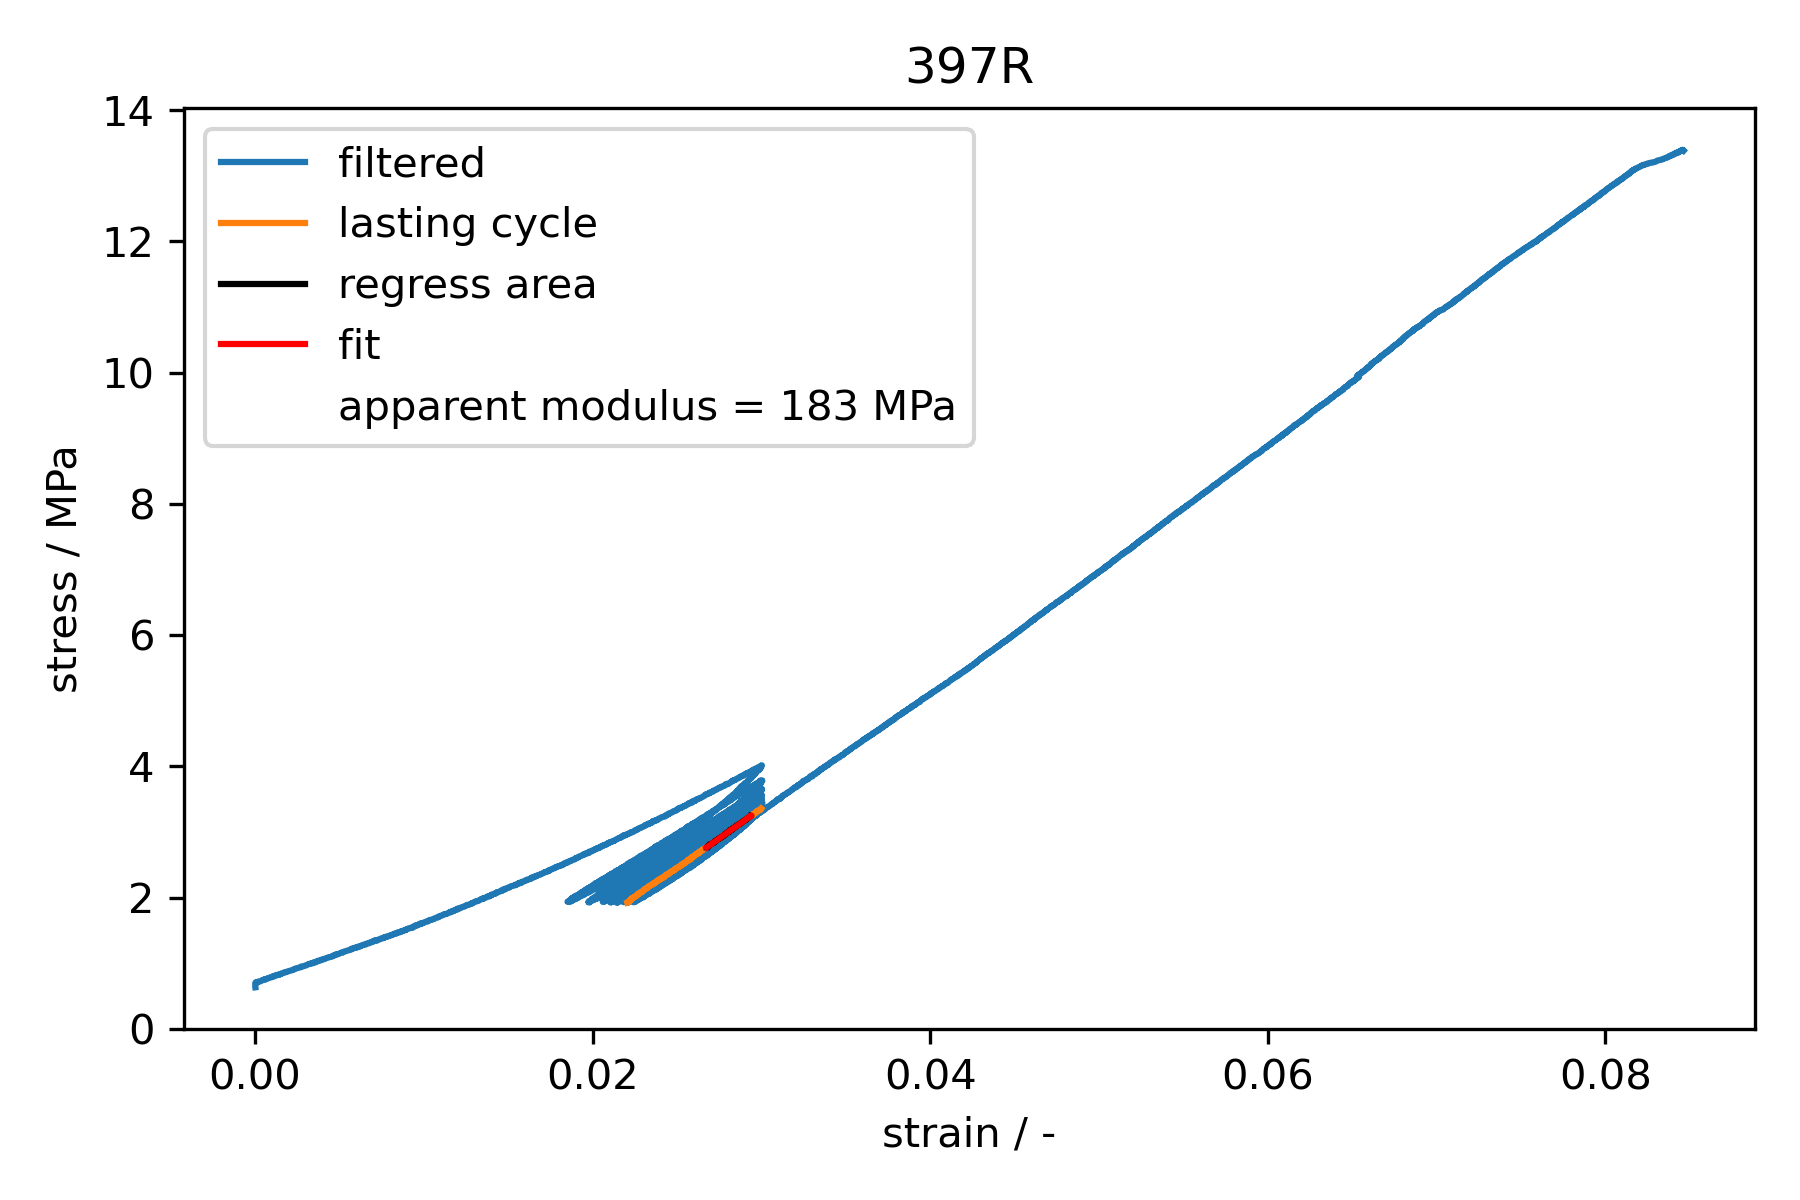 397R
14
12
10
8
6
4
2
0
stress / MPa
filtered
lasting cycle
regress area
fit
apparent modulus = 183 MPa
0.00 0.02 0.04 0.06 0.08
strain / -